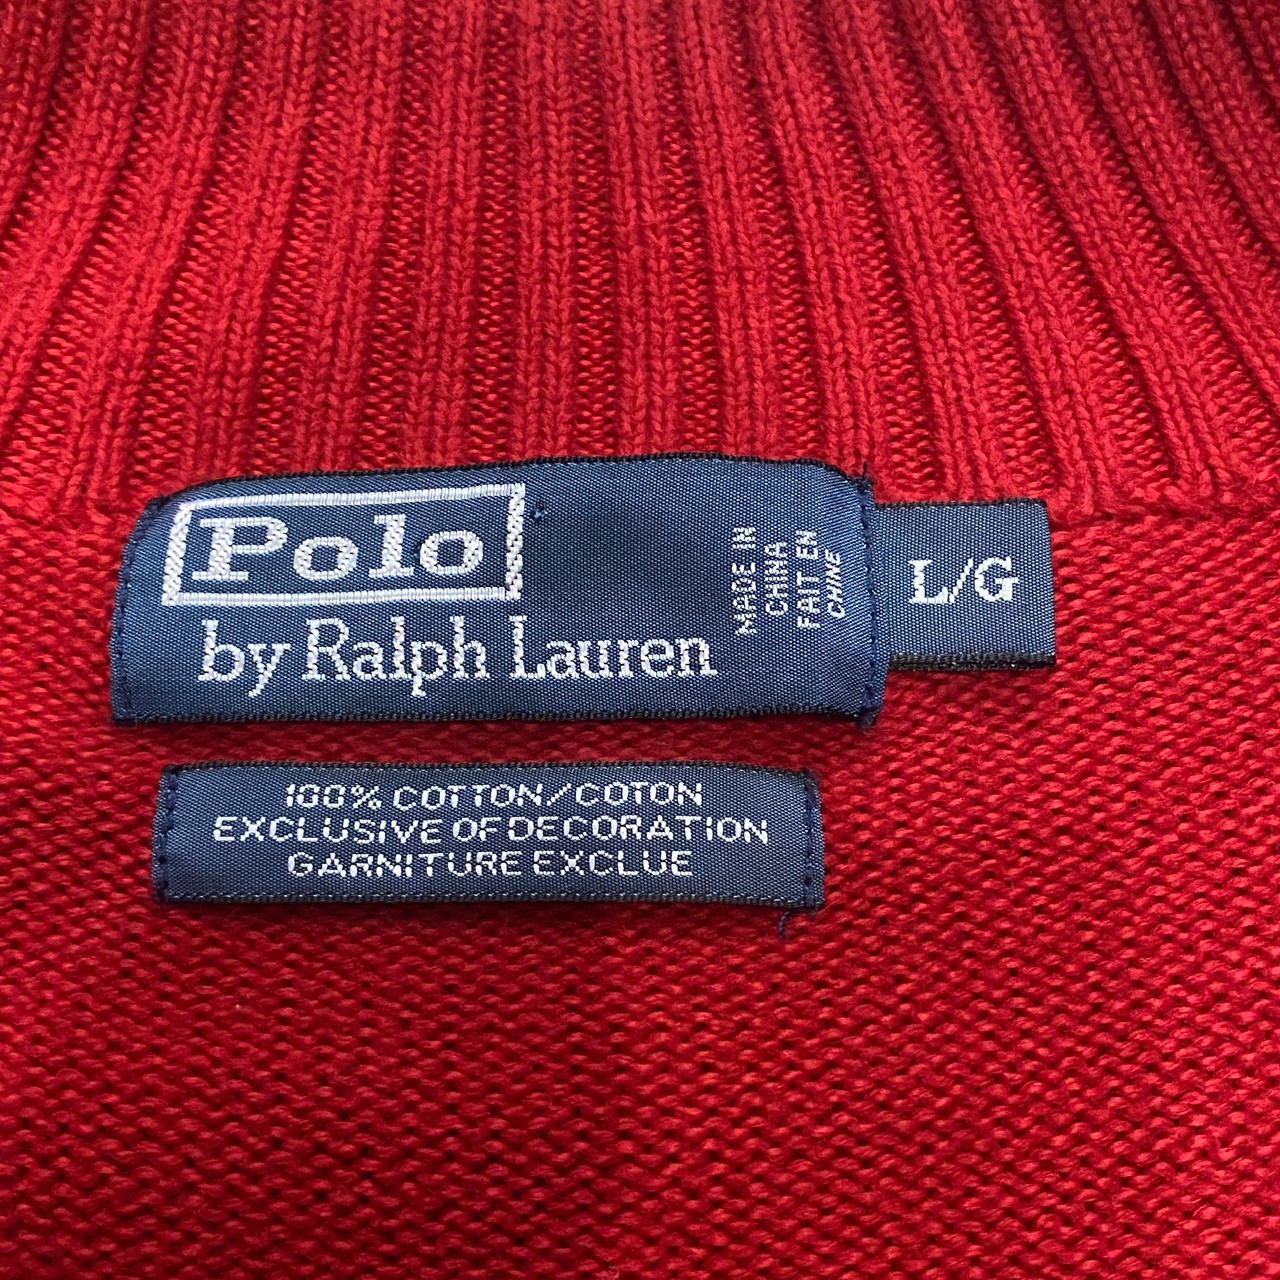 Polo
by Ralph Lauren
MADE IN
CHINA
FAIT EN
CHINE
L/G
100% COTTON/COTON
EXCLUSIVE OF DECORATION
GARNITURE EXCLUE